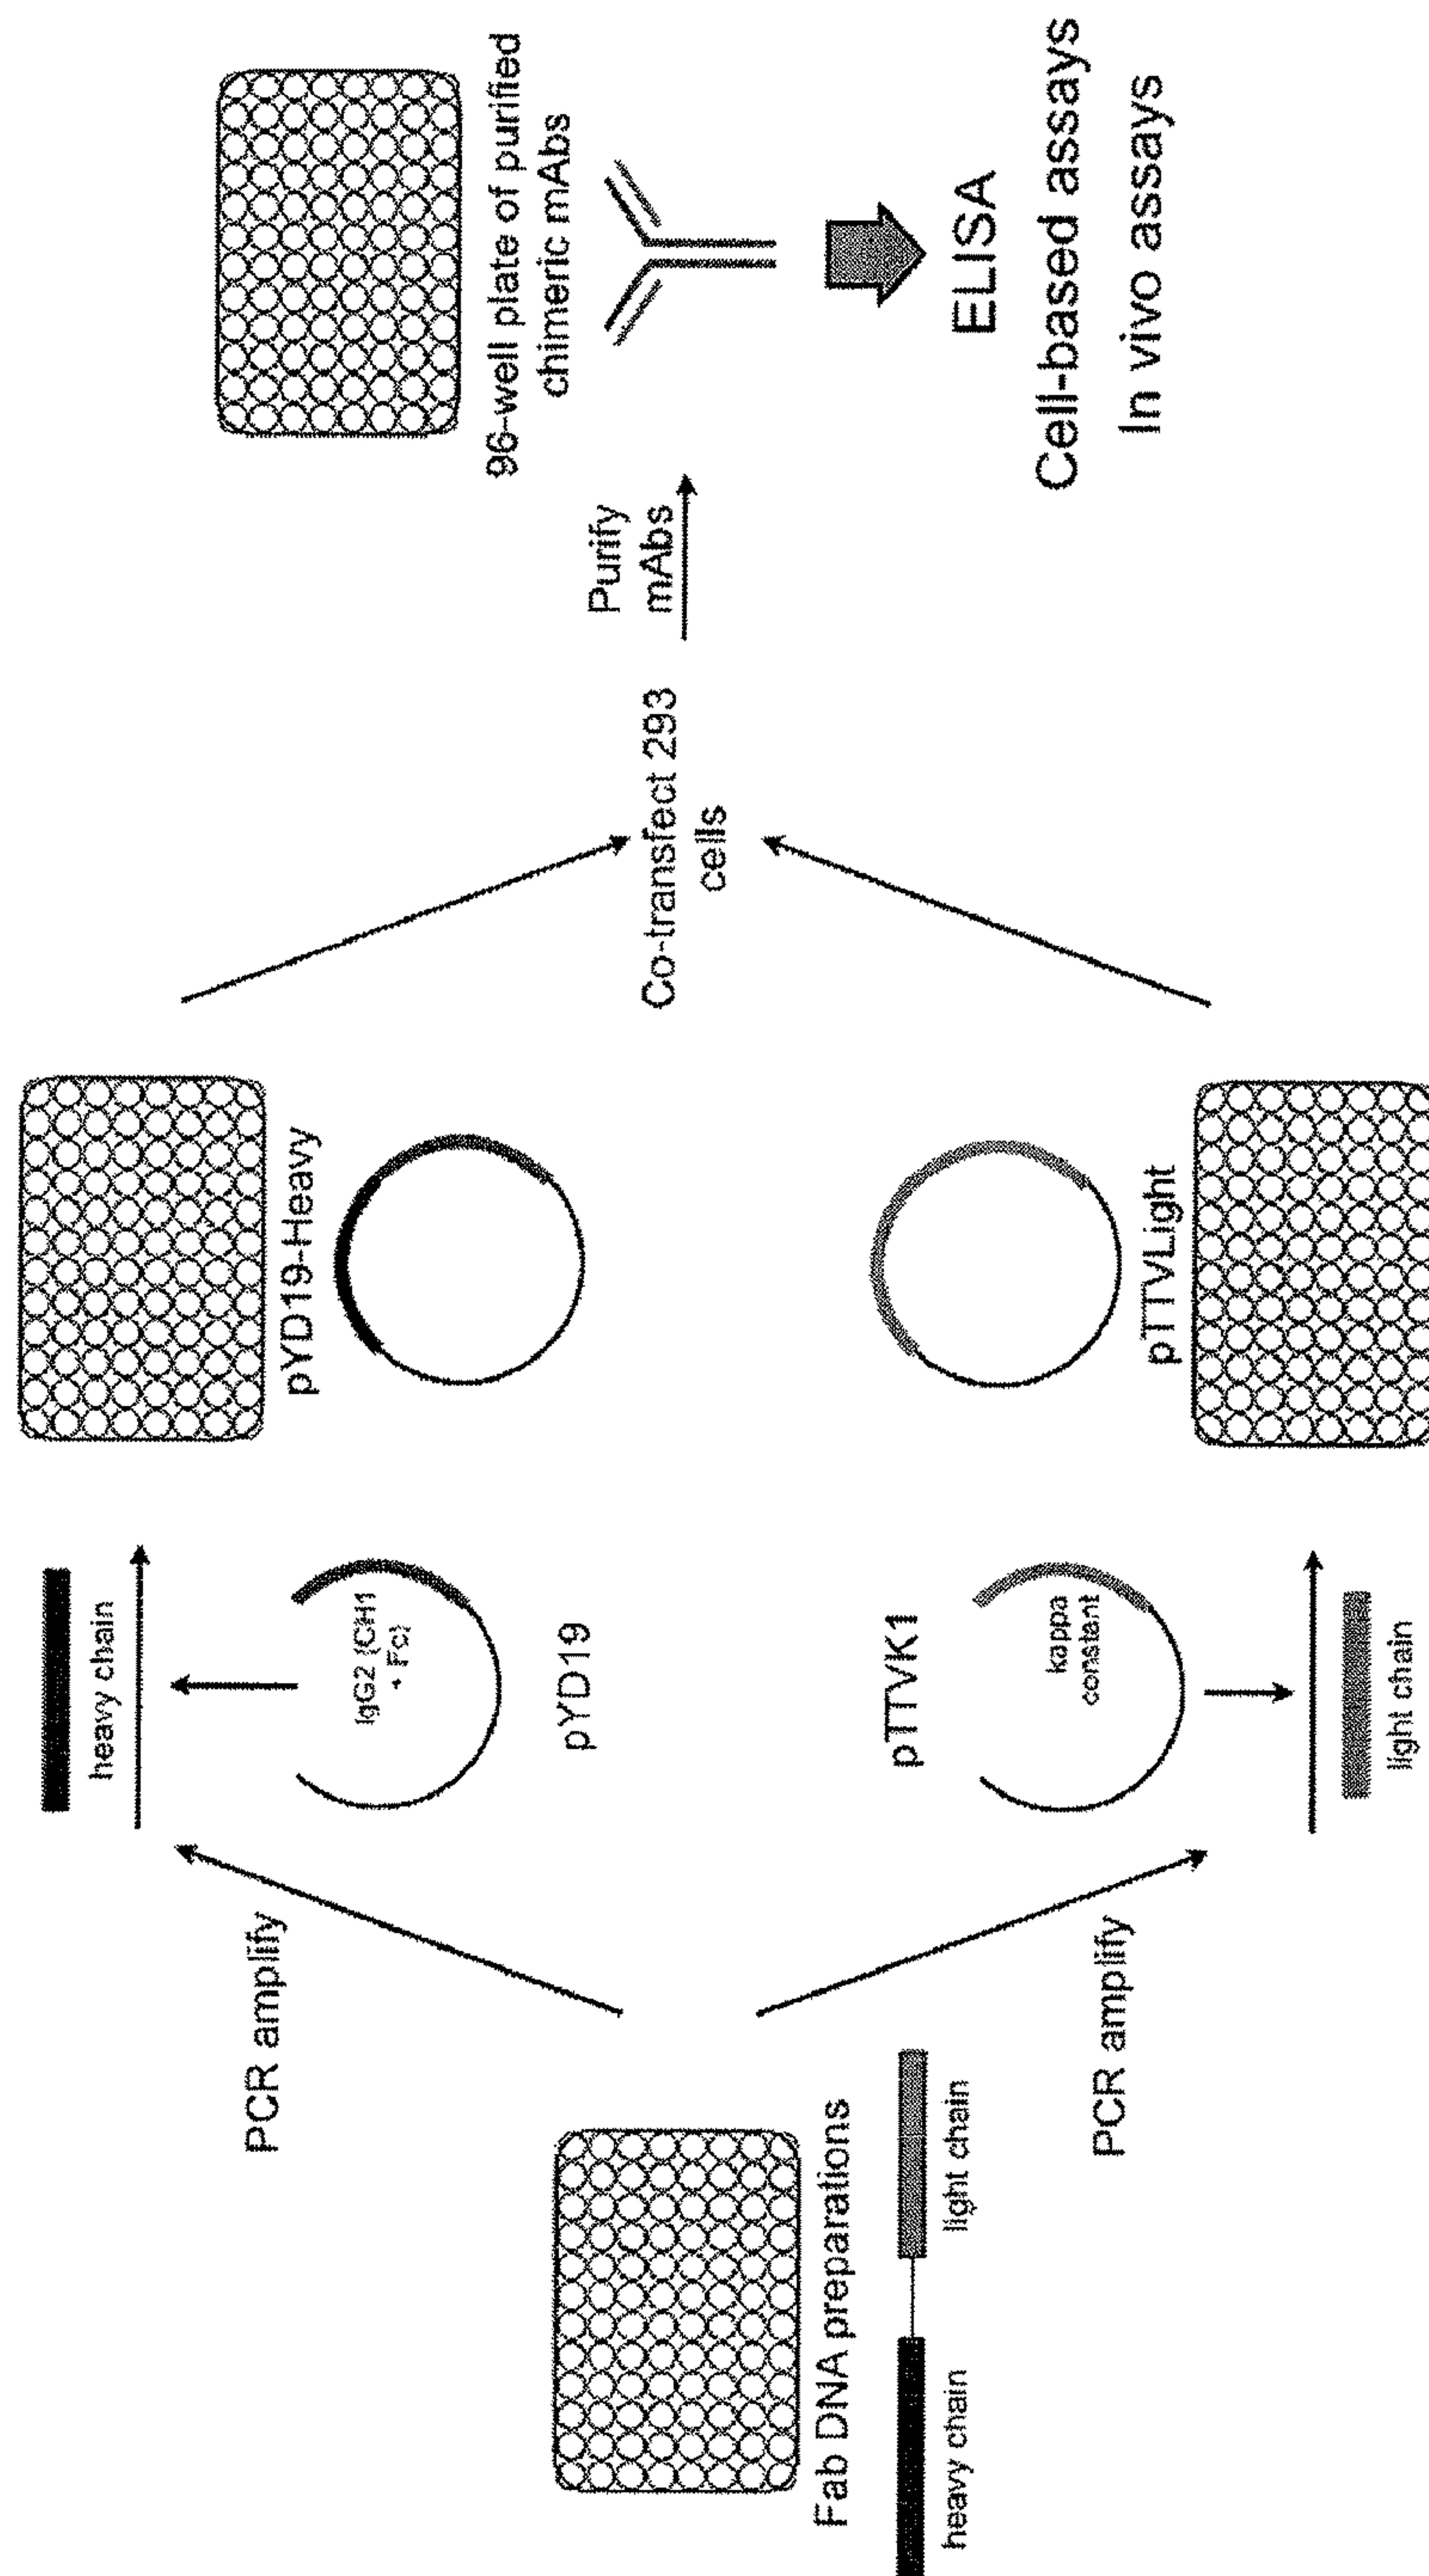 Fab DNA preparations
heavy chain
light chain
PCR amplify
PCR amplify
heavy chain
IgG2 (CH1
+ Fc)
pYD19
pTTVK1
kappa
constant
light chain
pYD19-Heavy
pTTVLight
Co-transfect 293
cells
Purify
mAbs
96-well plate of purified
chimeric mAbs
ELISA
Cell-based assays
In vivo assays